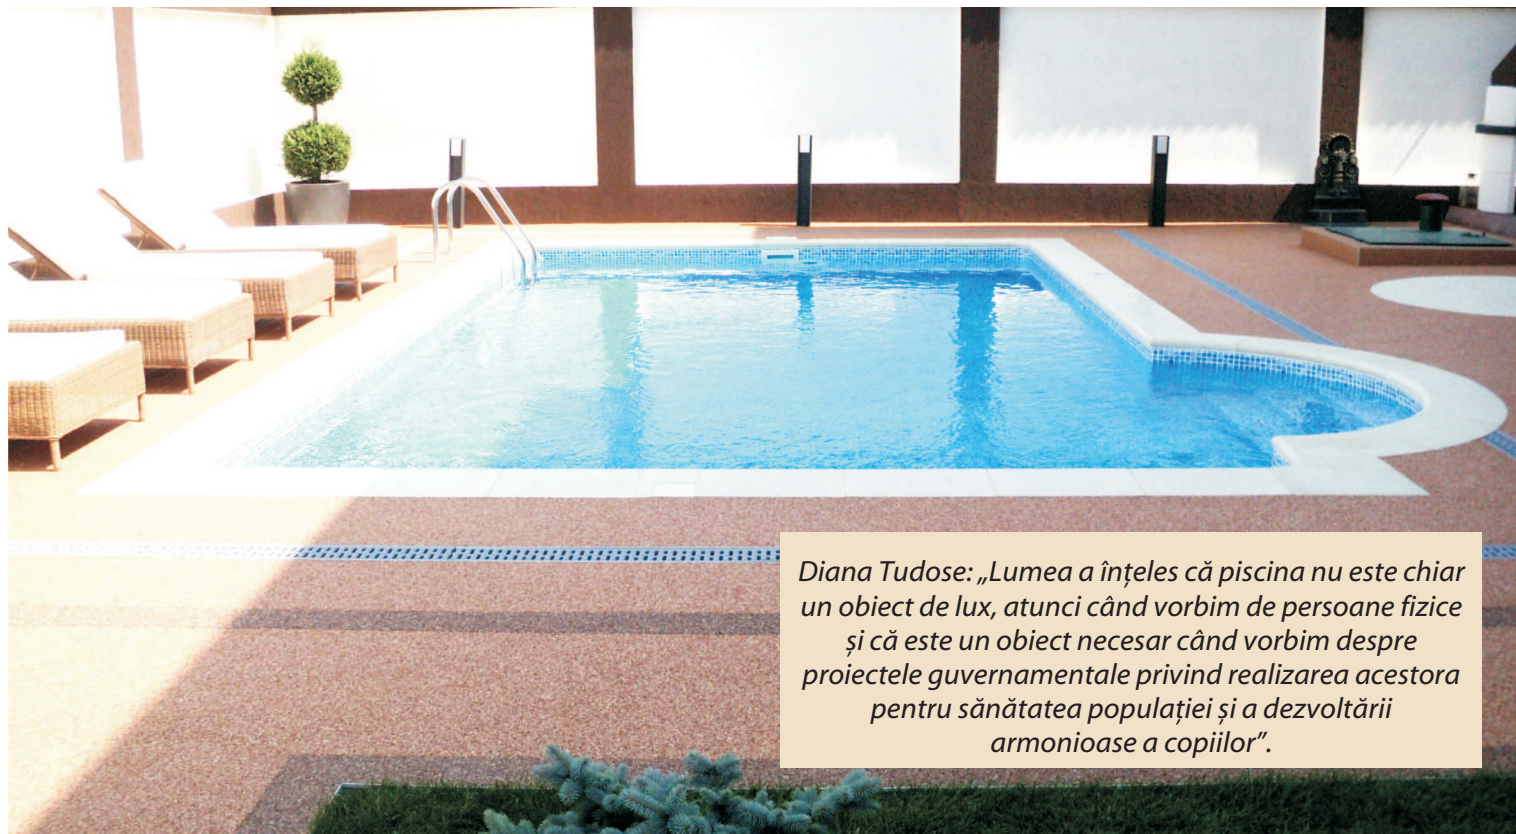 Diana Tudose: „Lumea a înțeles că piscina nu este chiar
un obiect de lux, atunci când vorbim de persoane fizice
și că este un obiect necesar când vorbim despre
proiectele guvernamentale privind realizarea acestora
pentru sănătatea populației și a dezvoltării
armonioase a copiilor”.